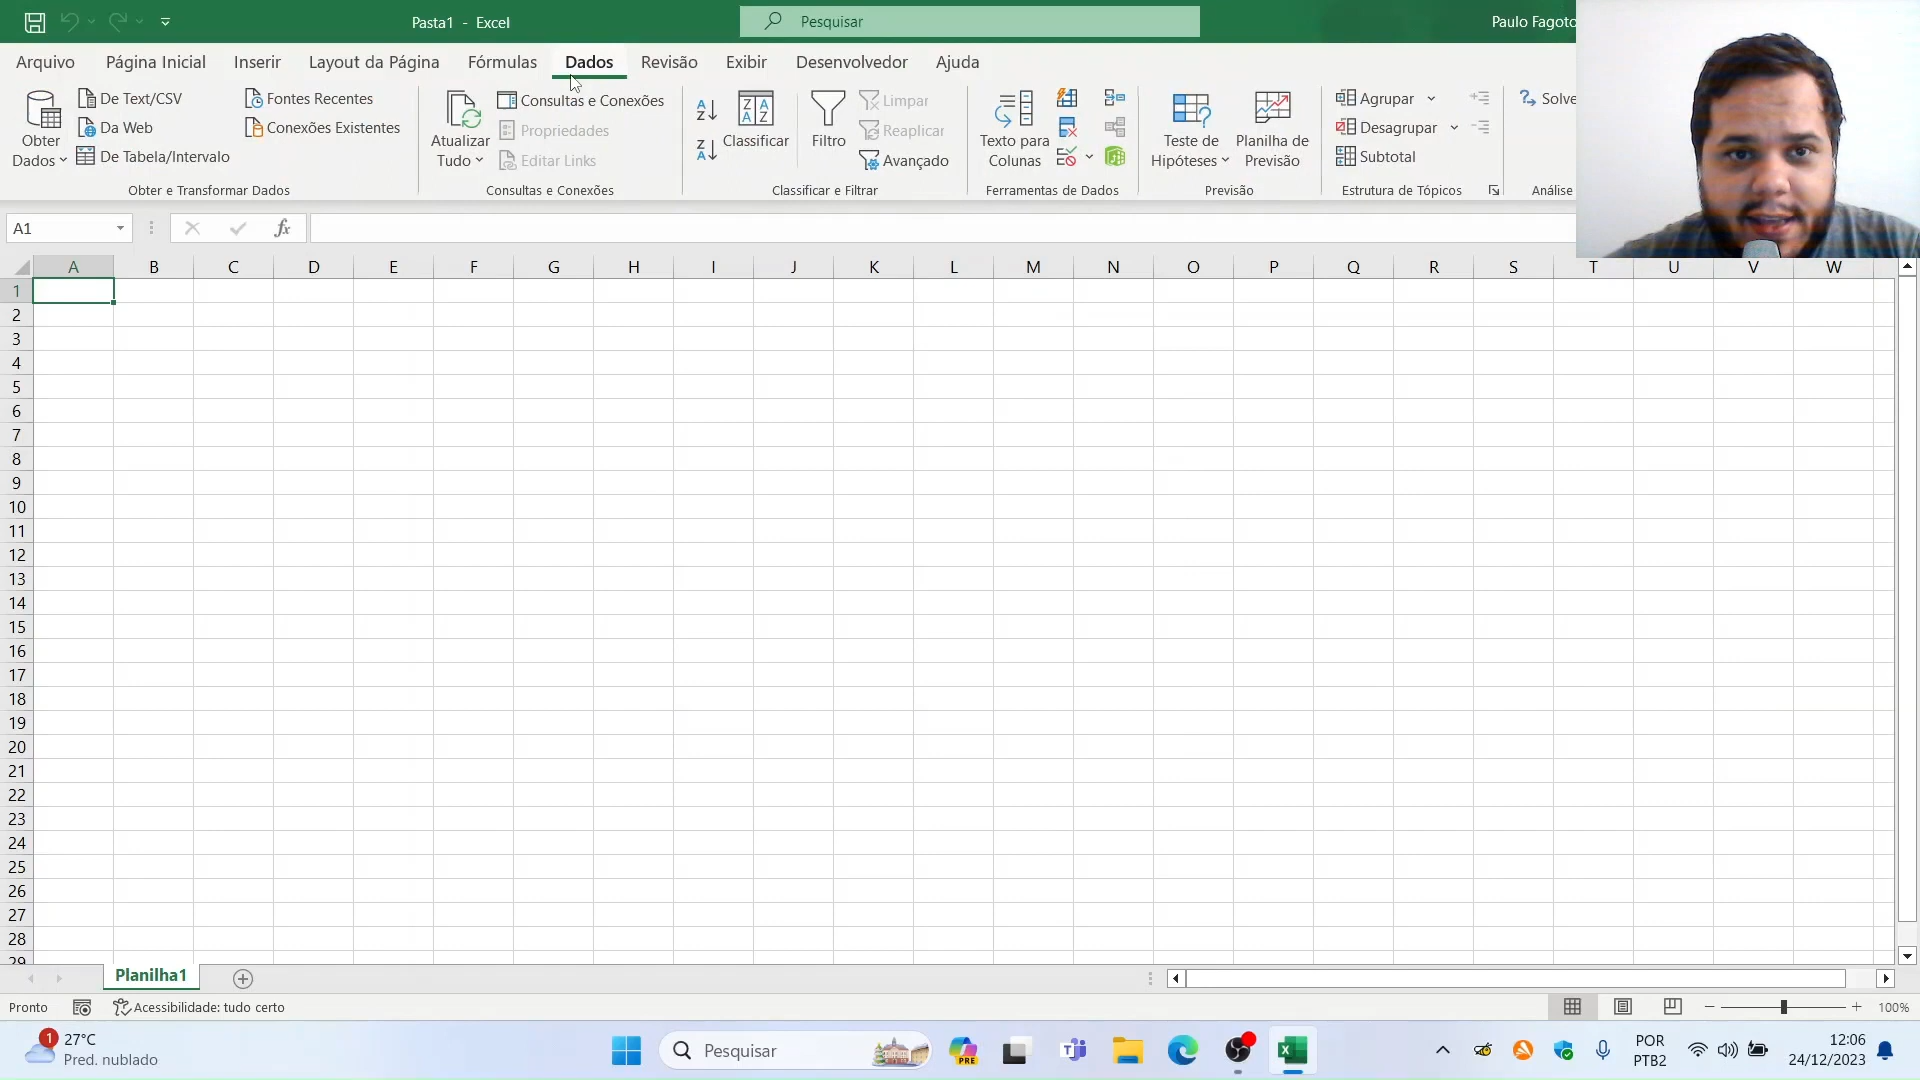 Pasta1 - Excel
Pesquisar
Paulo Fagoto
Arquivo Página Inicial Inserir Layout da Página Fórmulas Dados Revisão Exibir Desenvolvedor Ajuda
Obter Dados
De Text/CSV
Da Web
De Tabela/Intervalo
Fontes Recentes
Conexões Existentes
Obter e Transformar Dados
Atualizar Tudo
Consultas e Conexões
Propriedades
Editar Links
Consultas e Conexões
Classificar
Filtro
Limpar
Reaplicar
Avançado
Classificar e Filtrar
Texto para Colunas
Ferramentas de Dados
Teste de Hipóteses
Planilha de Previsão
Previsão
Agrupar
Desagrupar
Subtotal
Estrutura de Tópicos
Solve
Análise
A1
fx
A B C D E F G H I J K L M N O P Q R S T U V W
1
2
3
4
5
6
7
8
9
10
11
12
13
14
15
16
17
18
19
20
21
22
23
24
25
26
27
28
29
Planilha1
Pronto
Acessibilidade: tudo certo
100%
1
27°C
Pred. nublado
Pesquisar
PRE
POR
PTB2
12:06
24/12/2023